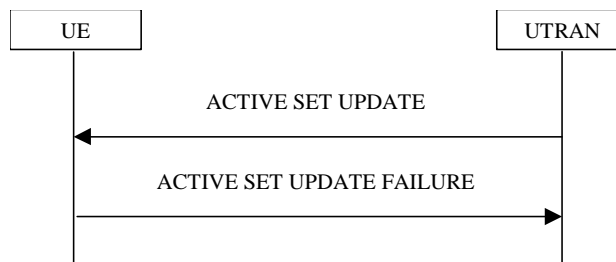 UE
UTRAN
ACTIVE SET UPDATE
ACTIVE SET UPDATE FAILURE